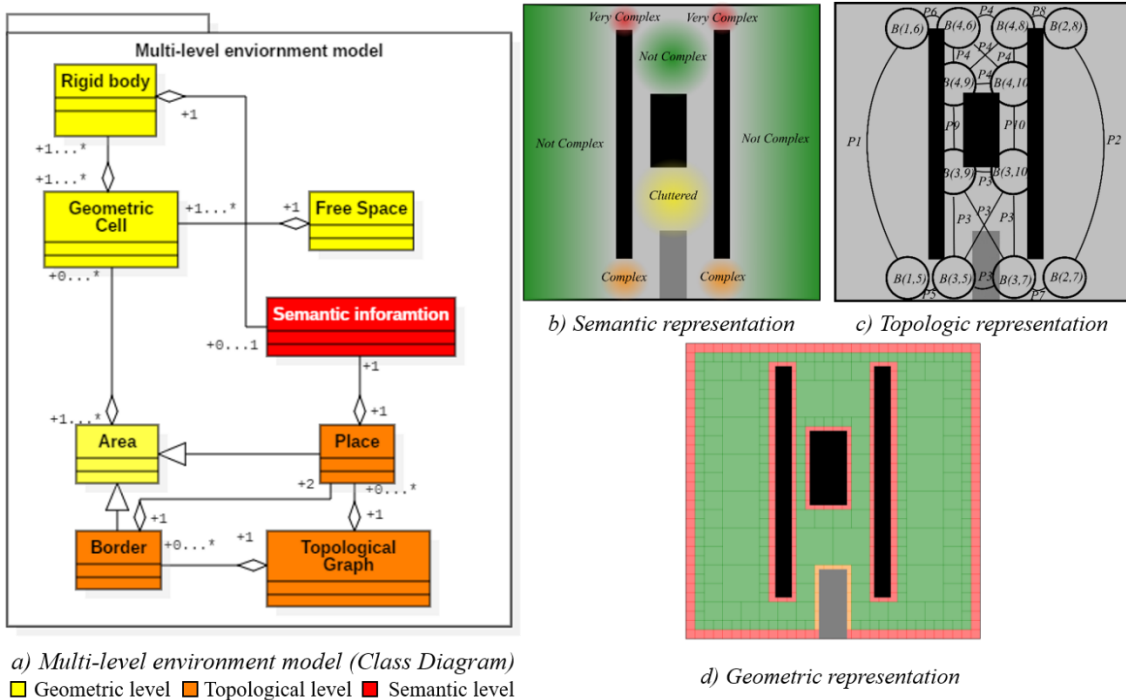 Multi-level enviornment model
Rigid body
+1
+1...*
+1...*
Geometric
Cell
+1...*
+1
Free Space
+0...*
Semantic inforamtion
+0...1
+1
+1...*
+1
Area
Place
+2
+0...*
+1
+1
Border
+0...*
+1
Topological
Graph
a) Multi-level environment model (Class Diagram)
Geometric level Topological level Semantic level
Very Complex Very Complex
Not Complex
Not Complex Not Complex
Cluttered
Complex Complex
b) Semantic representation
P6 P4 P8
B(1,6) B(4,6) B(4,8) B(2,8)
P4 P4 P4 P4
P4
B(4,9) B(4,10)
P1 P9 P10 P2
B(3,9) B(3,10)
P3
P3 P3 P3
B(1,5) B(3,5) P3 B(3,7) B(2,7)
P5 P7
c) Topologic representation
d) Geometric representation